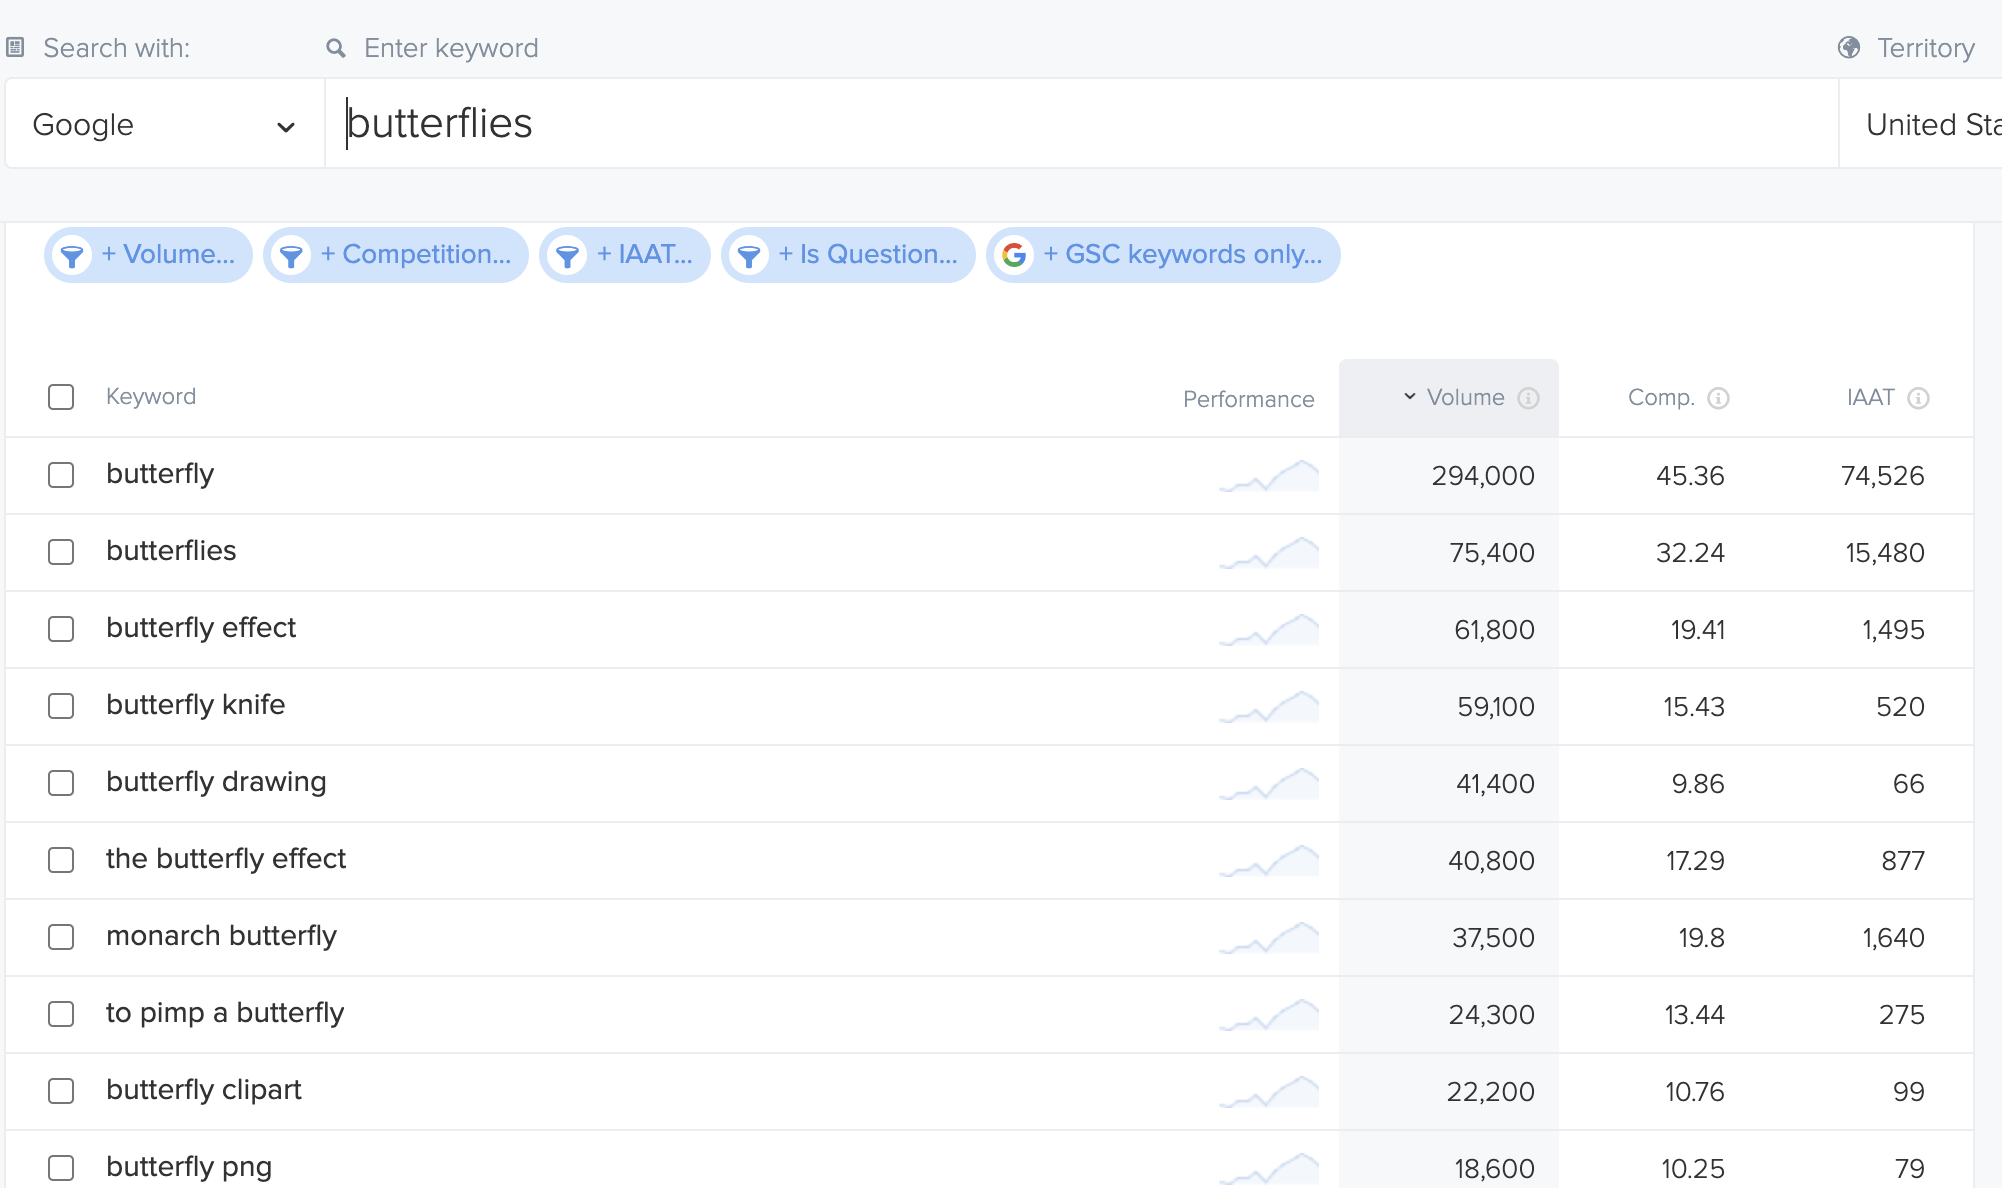 Search with:
Enter keyword
Territory
Google
butterflies
United Sta
+ Volume...
+ Competition...
+ IAAT...
+ Is Question...
+ GSC keywords only...
Keyword Performance Volume Comp. IAAT
butterfly 294,000 45.36 74,526
butterflies 75,400 32.24 15,480
butterfly effect 61,800 19.41 1,495
butterfly knife 59,100 15.43 520
butterfly drawing 41,400 9.86 66
the butterfly effect 40,800 17.29 877
monarch butterfly 37,500 19.8 1,640
to pimp a butterfly 24,300 13.44 275
butterfly clipart 22,200 10.76 99
butterfly png 18,600 10.25 79